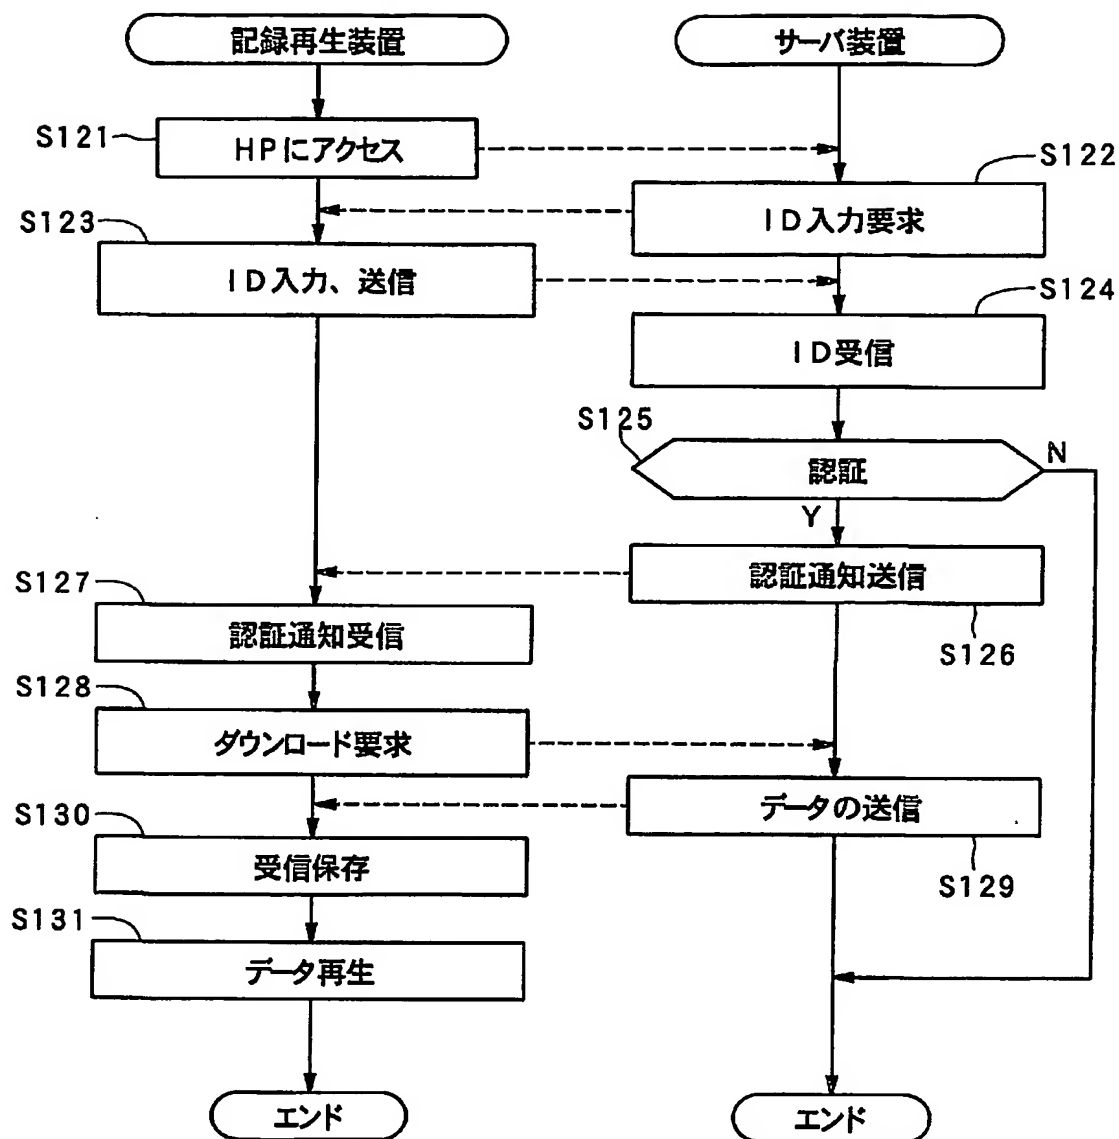 記録再生装置
サーバ装置
S121
HPにアクセス
S122
ID入力要求
S123
ID入力、送信
S124
ID受信
S125
認証
N
Y
認証通知送信
S126
S127
認証通知受信
S128
ダウンロード要求
データの送信
S129
S130
受信保存
S131
データ再生
エンド
エンド